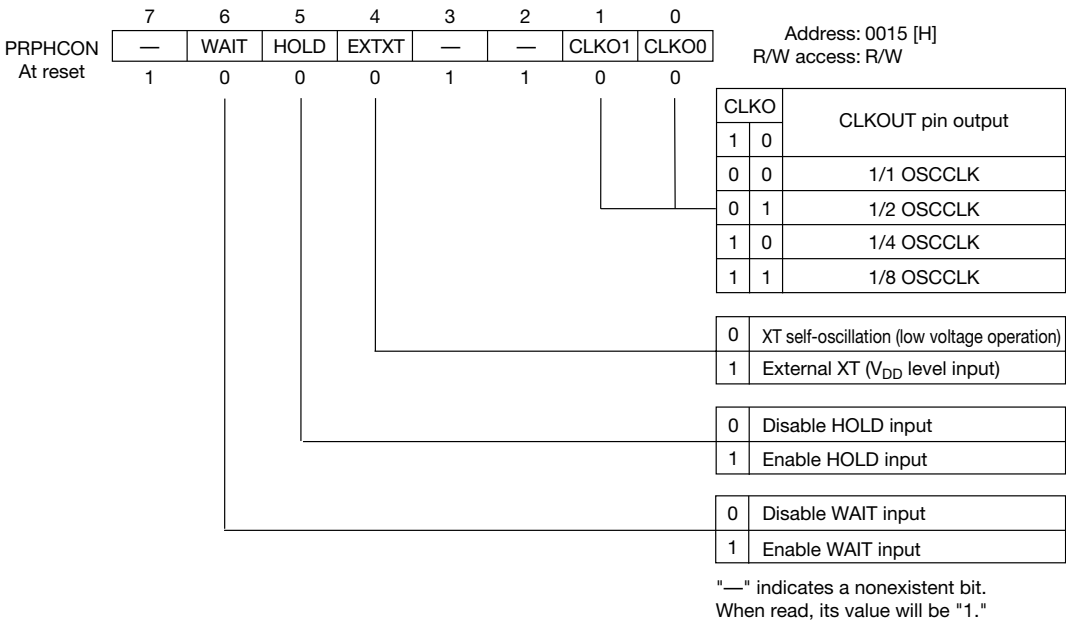 7 6 5 4 3 2 1 0
PRPHCON — WAIT HOLD EXTXT — — CLKO1 CLKO0
At reset 1 0 0 0 1 1 0 0
Address: 0015 [H]
R/W access: R/W
CLKO CLKOUT pin output
1 0
0 0 1/1 OSCCLK
0 1 1/2 OSCCLK
1 0 1/4 OSCCLK
1 1 1/8 OSCCLK
0 XT self-oscillation (low voltage operation)
1 External XT (VDD level input)
0 Disable HOLD input
1 Enable HOLD input
0 Disable WAIT input
1 Enable WAIT input
"—" indicates a nonexistent bit.
When read, its value will be "1."